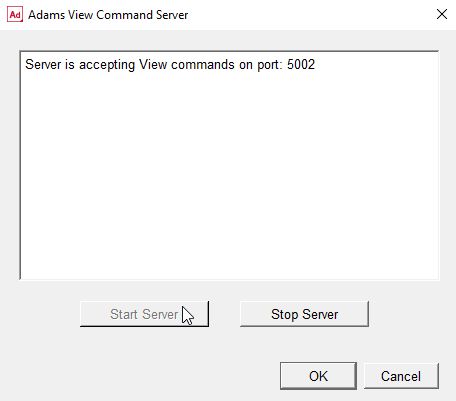 Ad Adams View Command Server
Server is accepting View commands on port: 5002
Start Server
Stop Server
OK
Cancel